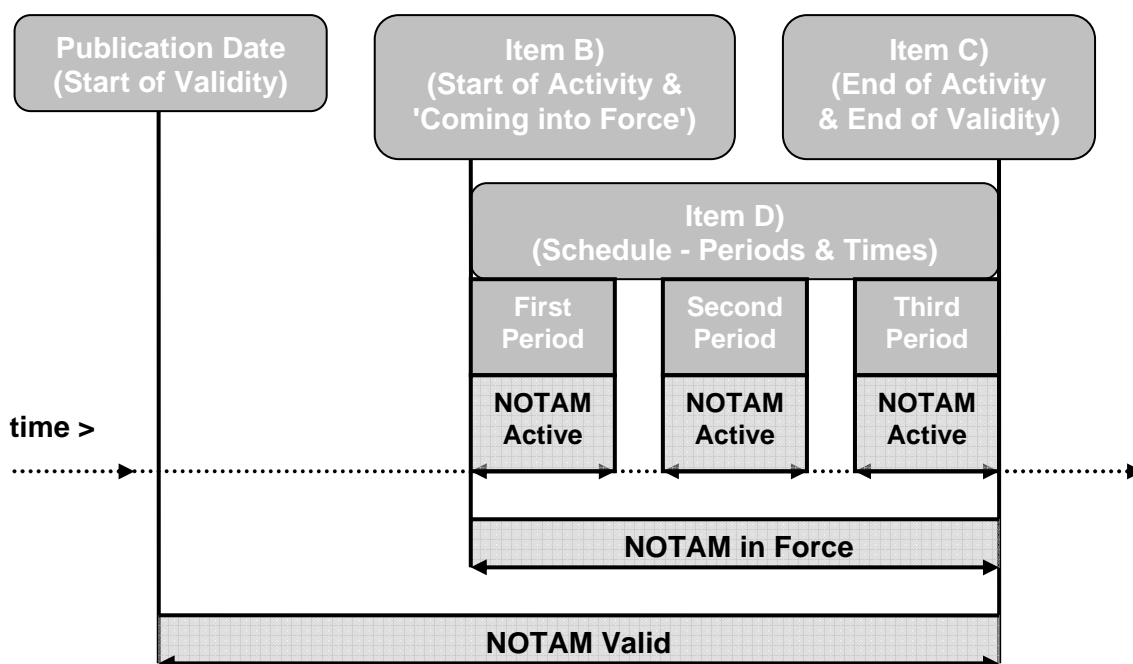 Publication Date
(Start of Validity)
Item B)
(Start of Activity &
'Coming into Force')
Item C)
(End of Activity
& End of Validity)
Item D)
(Schedule - Periods & Times)
First
Period
Second
Period
Third
Period
NOTAM
Active
NOTAM
Active
NOTAM
Active
time >
NOTAM in Force
NOTAM Valid